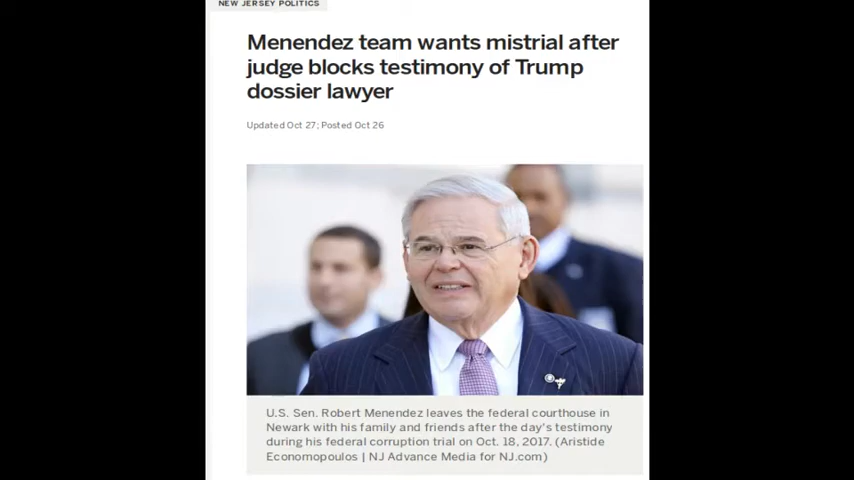 NEW JERSEY POLITICS
Menendez team wants mistrial after
judge blocks testimony of Trump
dossier lawyer
Updated Oct 27; Posted Oct 26
U.S. Sen. Robert Menendez leaves the federal courthouse in
Newark with his family and friends after the day's testimony
during his federal corruption trial on Oct. 18, 2017. (Aristide
Economopoulos | NJ Advance Media for NJ.com)